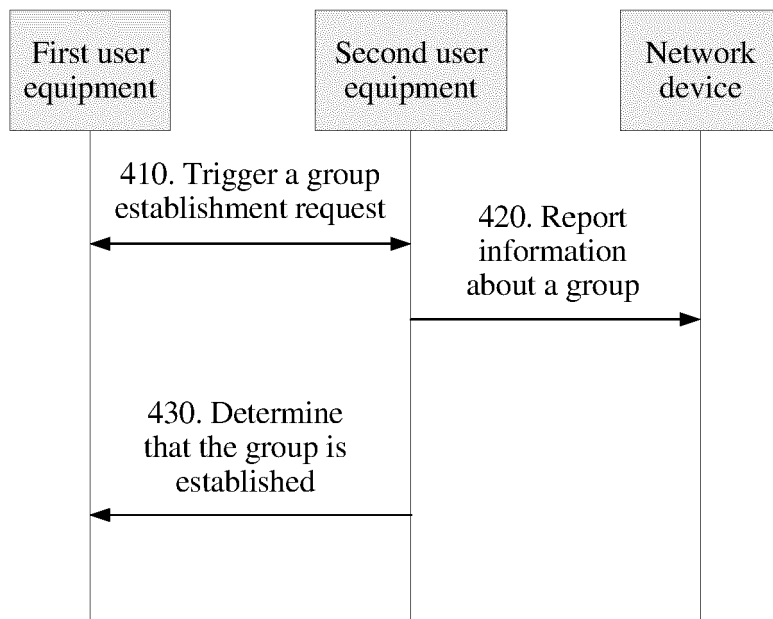 First user
equipment
Second user
equipment
Network
device
410. Trigger a group
establishment request
420. Report
information
about a group
430. Determine
that the group is
established